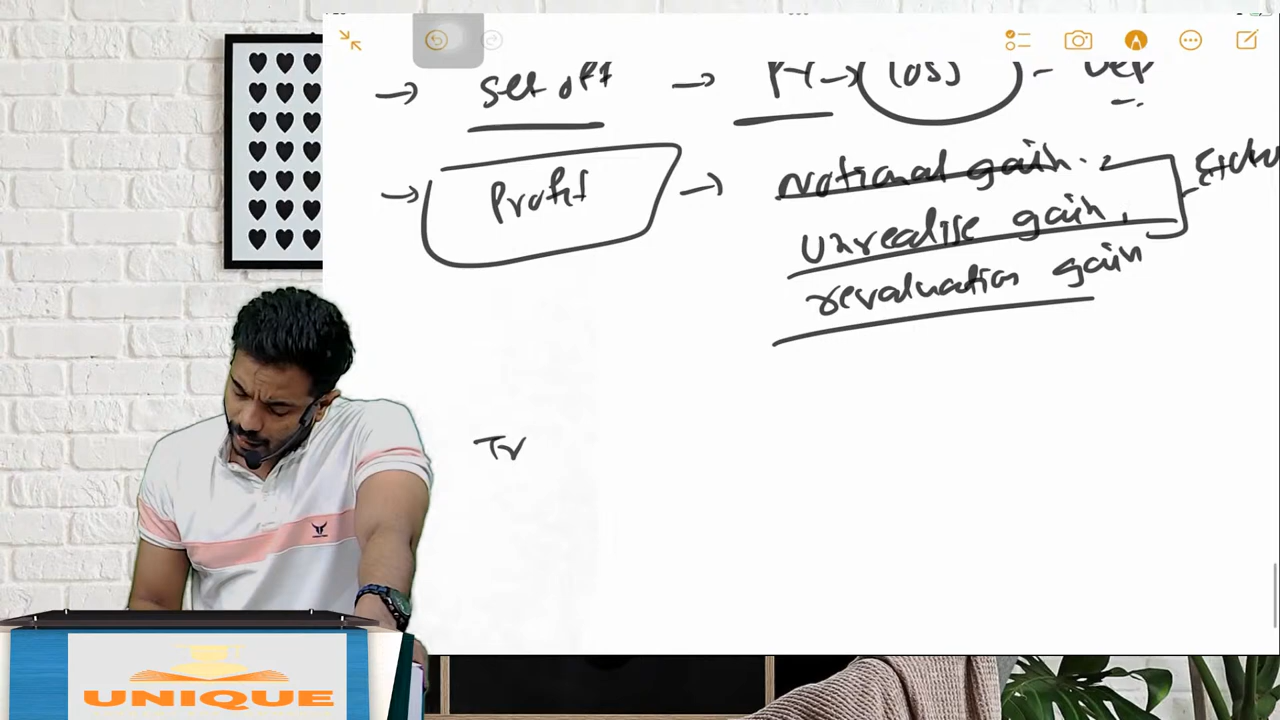 → set off → PY → loss - Dep
→ Profit → notional gain.
unrealise gain,
revaluation gain
Tr
UNIQUE